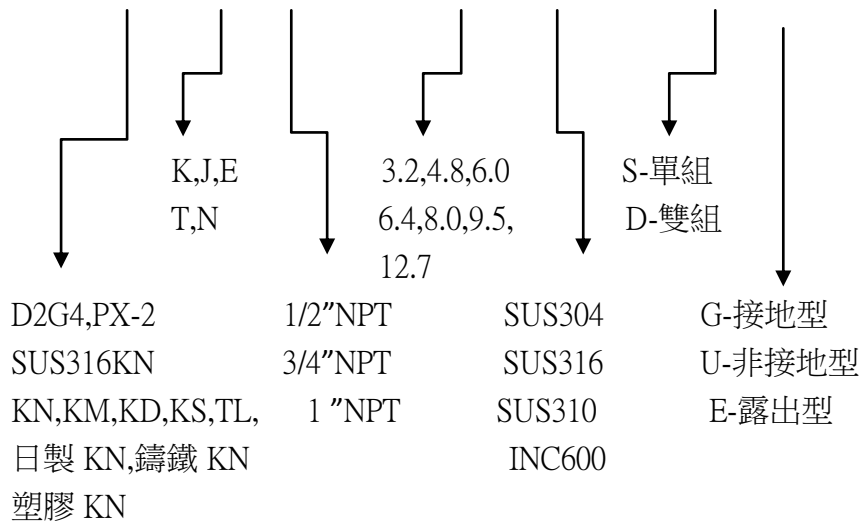 K,J,E 3.2,4.8,6.0 S-單組
T,N 6.4,8.0,9.5, D-雙組
12.7
D2G4,PX-2 1/2"NPT SUS304 G-接地型
SUS316KN 3/4"NPT SUS316 U-非接地型
KN,KM,KD,KS,TL, 1 "NPT SUS310 E-露出型
日製 KN,鑄鐵 KN INC600
塑膠 KN